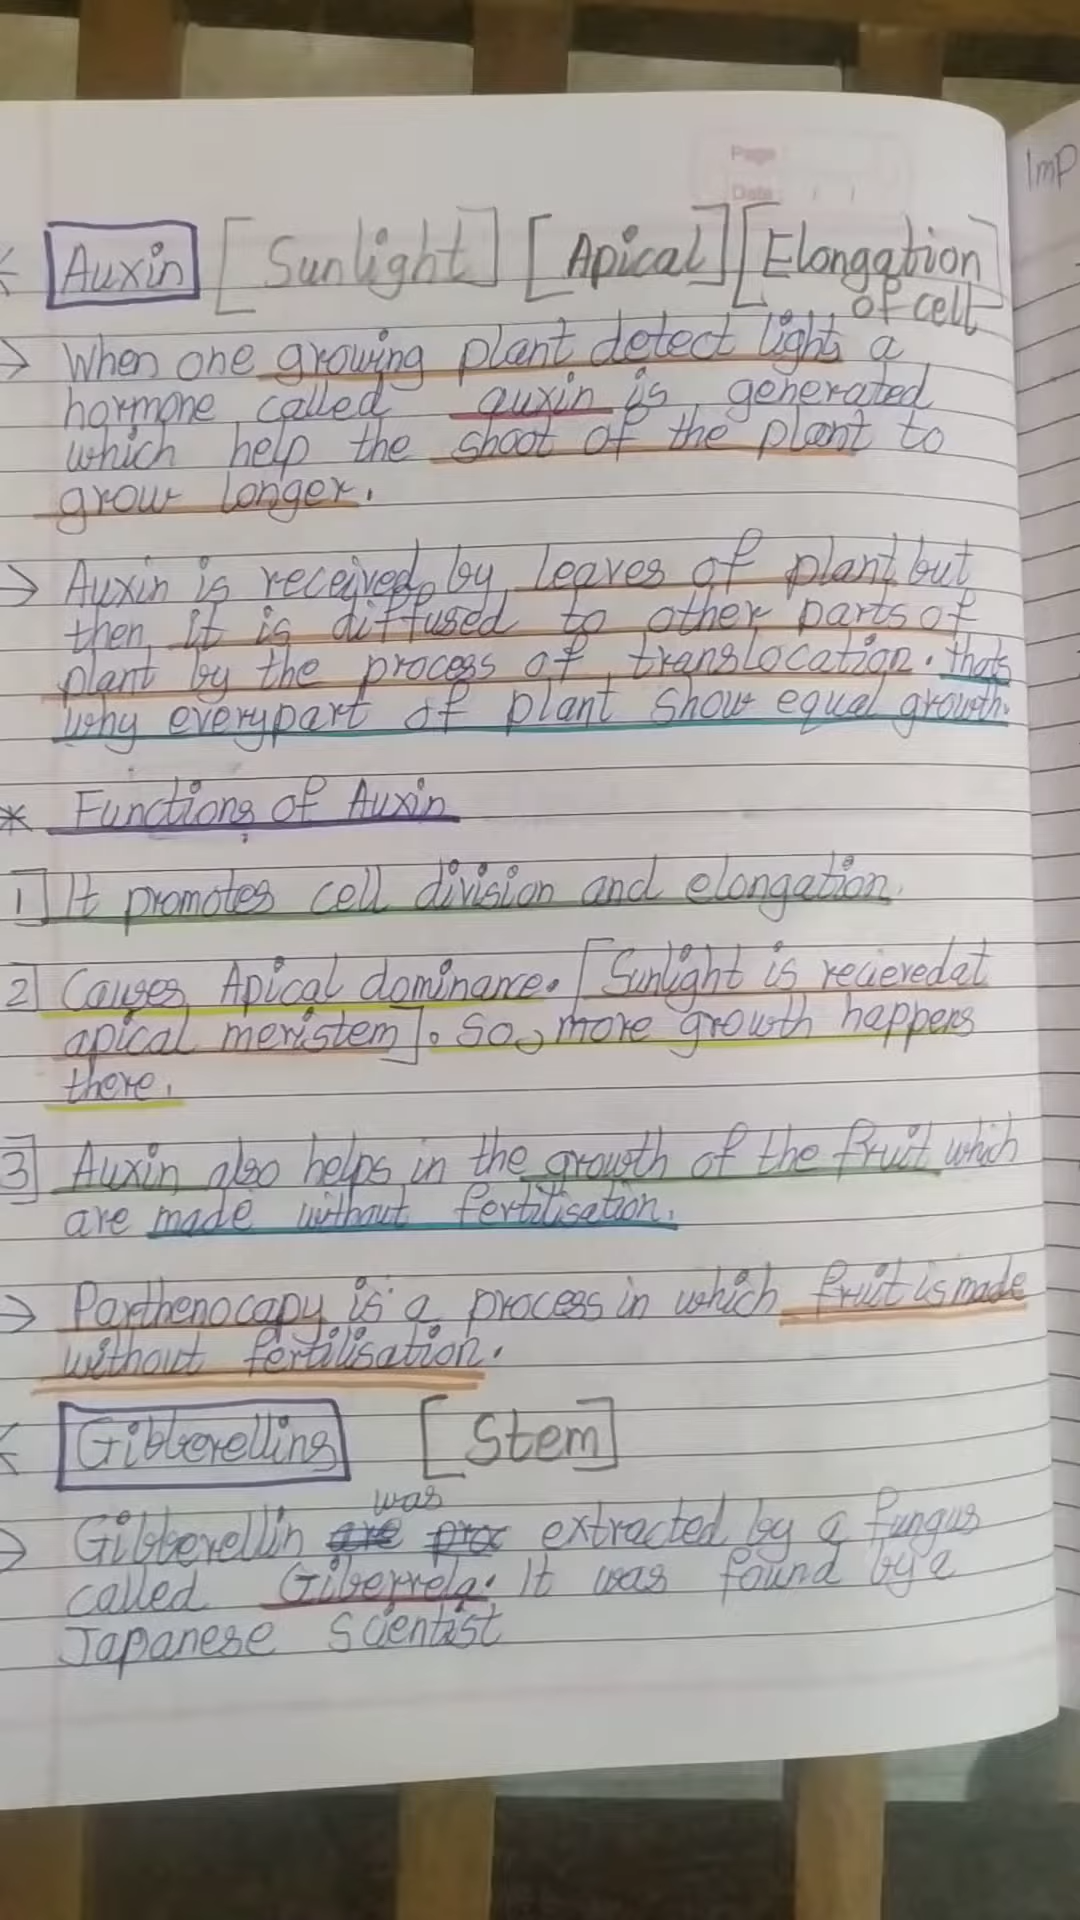 Page
Date
Imp
Auxin [Sunlight] [Apical] [Elongation
of cell]
→ When one growing plant detect light a
hormone called auxin is generated
which help the shoot of the plant to
grow longer.
→ Auxin is received by leaves of plant but
then it is diffused to other parts of
plant by the process of translocation. thats
why everypart of plant show equal growth.
* Functions of Auxin
1 It promotes cell division and elongation.
2 Causes Apical dominance. [Sunlight is recieved at
apical meristem]. So, more growth happens
there.
3 Auxin also helps in the growth of the fruit which
are made without fertilisation.
→ Parthenocapy is a process in which fruit is made
without fertilisation.
Gibberellins [Stem]
was
→ Gibberellin are extracted by a fungus
called Giberrela. It was found by a
Japanese scientist